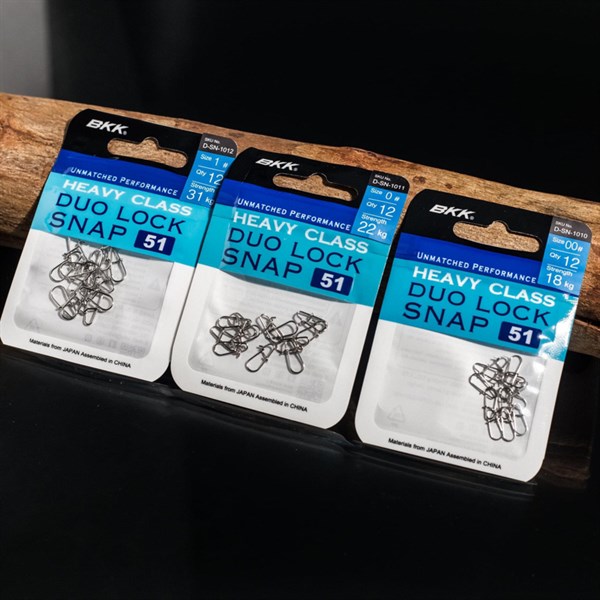 BKK®
SKU No.
D-SN-1012
Size 1 #
Qty 12
Strength
31 kg
UNMATCHED PERFORMANCE
HEAVY CLASS
DUO LOCK
SNAP 51
Materials from JAPAN Assembled in CHINA
BKK®
SKU No.
D-SN-1011
Size 0 #
Qty 12
Strength
22 kg
UNMATCHED PERFORMANCE
HEAVY CLASS
DUO LOCK
SNAP 51
Materials from JAPAN Assembled in CHINA
BKK®
SKU No.
D-SN-1010
Size 00#
Qty 12
Strength
18 kg
UNMATCHED PERFORMANCE
HEAVY CLASS
DUO LOCK
SNAP 51
Materials from JAPAN Assembled in CHINA